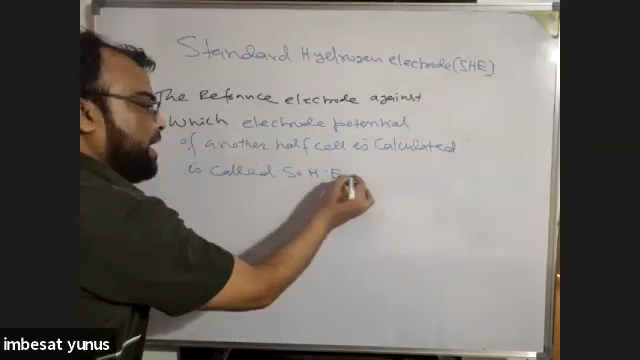 Standard Hydrogen electrode (SHE)
The Reference electrode against
Which electrode potential
of another half cell is Calculated
is called S. H. E
imbesat yunus